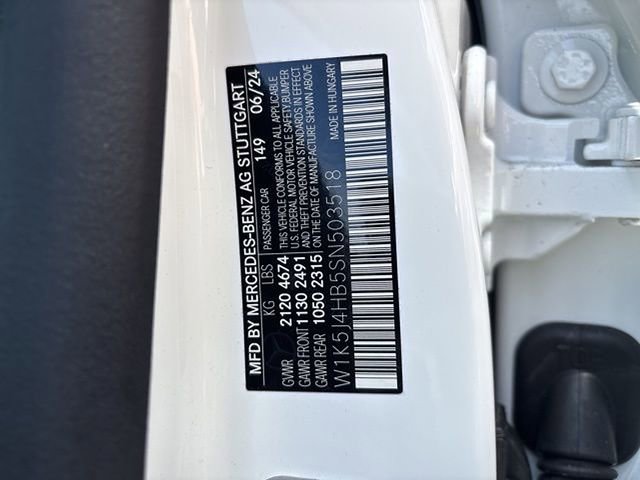 MFD BY MERCEDES-BENZ AG STUTTGART
PASSENGER CAR 149 06/24
KG LBS
GVWR 2120 4674
GAWR FRONT 1130 2491
GAWR REAR 1050 2315
THIS VEHICLE CONFORMS TO ALL APPLICABLE
U.S. FEDERAL MOTOR VEHICLE SAFETY/BUMPER
AND THEFT PREVENTION STANDARDS IN EFFECT
ON THE DATE OF MANUFACTURE SHOWN ABOVE
MADE IN HUNGARY
W1K5J4HB5SN503518